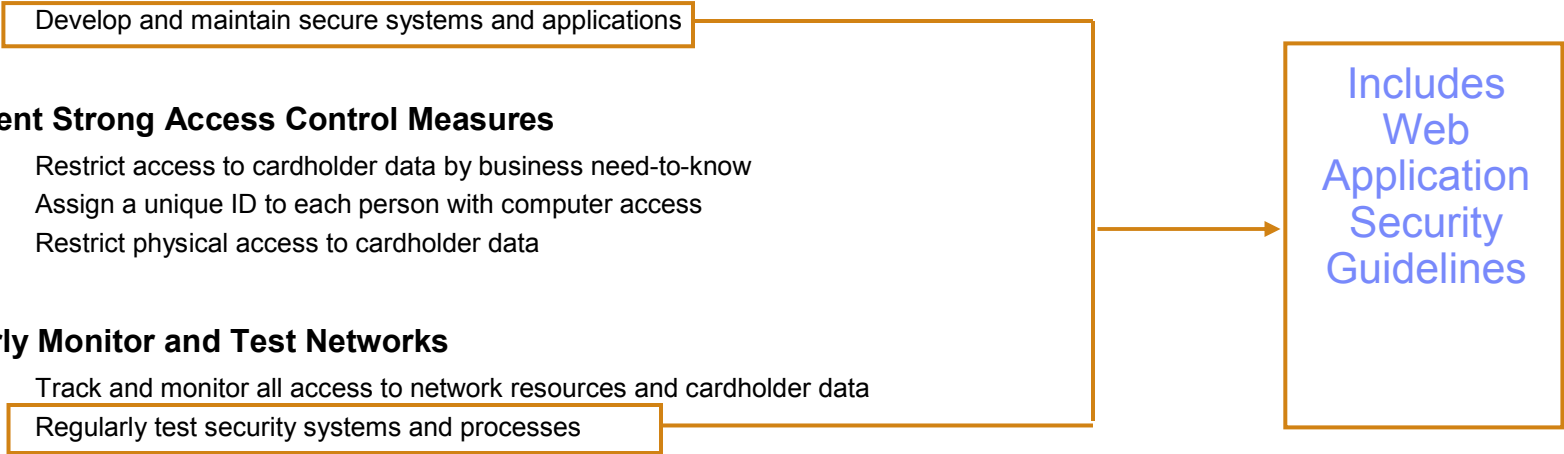 Develop and maintain secure systems and applications
ent Strong Access Control Measures
Restrict access to cardholder data by business need-to-know
Assign a unique ID to each person with computer access
Restrict physical access to cardholder data
rly Monitor and Test Networks
Track and monitor all access to network resources and cardholder data
Regularly test security systems and processes
Includes
Web
Application
Security
Guidelines